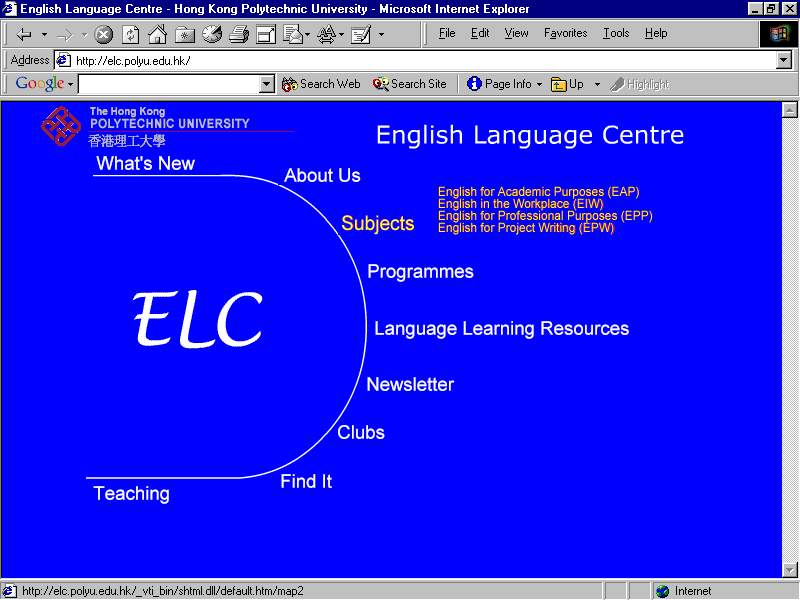 English Language Centre - Hong Kong Polytechnic University - Microsoft Internet Explorer
File Edit View Favorites Tools Help
Address http://elc.polyu.edu.hk/
Google Search Web Search Site Page Info Up Highlight
The Hong Kong
POLYTECHNIC UNIVERSITY
香港理工大學
English Language Centre
What's New
About Us
Subjects
English for Academic Purposes (EAP)
English in the Workplace (EIW)
English for Professional Purposes (EPP)
English for Project Writing (EPW)
Programmes
ELC
Language Learning Resources
Newsletter
Clubs
Find It
Teaching
http://elc.polyu.edu.hk/_vti_bin/shtml.dll/default.htm/map2 Internet